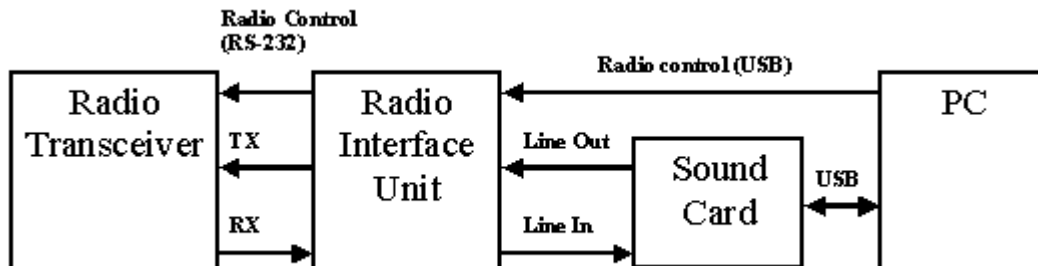 Radio Control
(RS-232)
Radio control (USB)
Radio
Transceiver
TX
RX
Radio
Interface
Unit
Line Out
Line In
Sound
Card
USB
PC